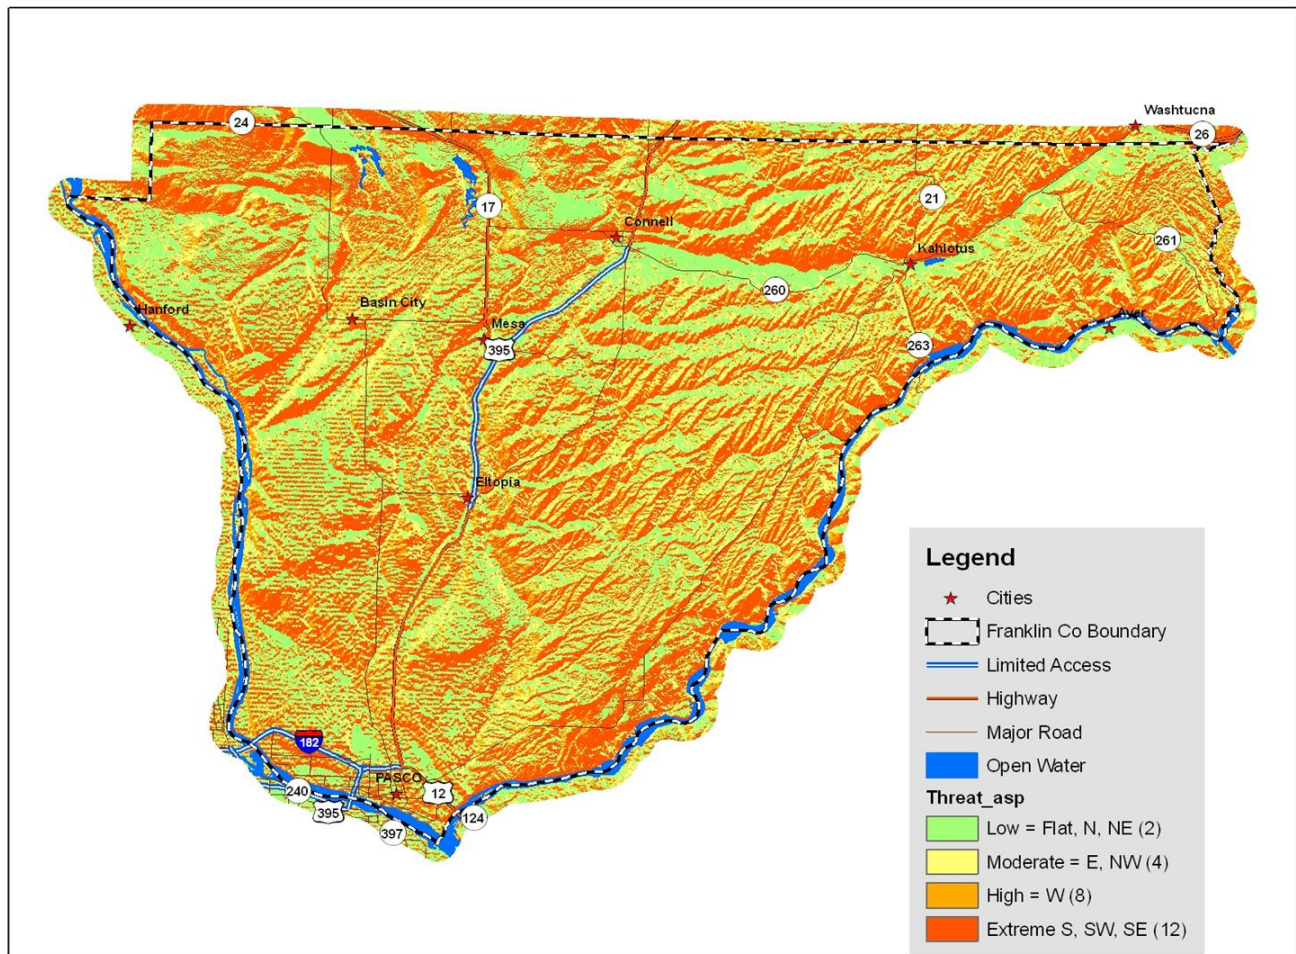 Washtucna
24
26
21
17
Connell
261
Kahlotus
260
Hanford
Basin City
Ayer
Mesa
395
263
Eltopia
Legend
Cities
Franklin Co Boundary
Limited Access
Highway
Major Road
Open Water
Threat_asp
Low = Flat, N, NE (2)
Moderate = E, NW (4)
High = W (8)
Extreme S, SW, SE (12)
182
PASCO
240
12
395
124
397